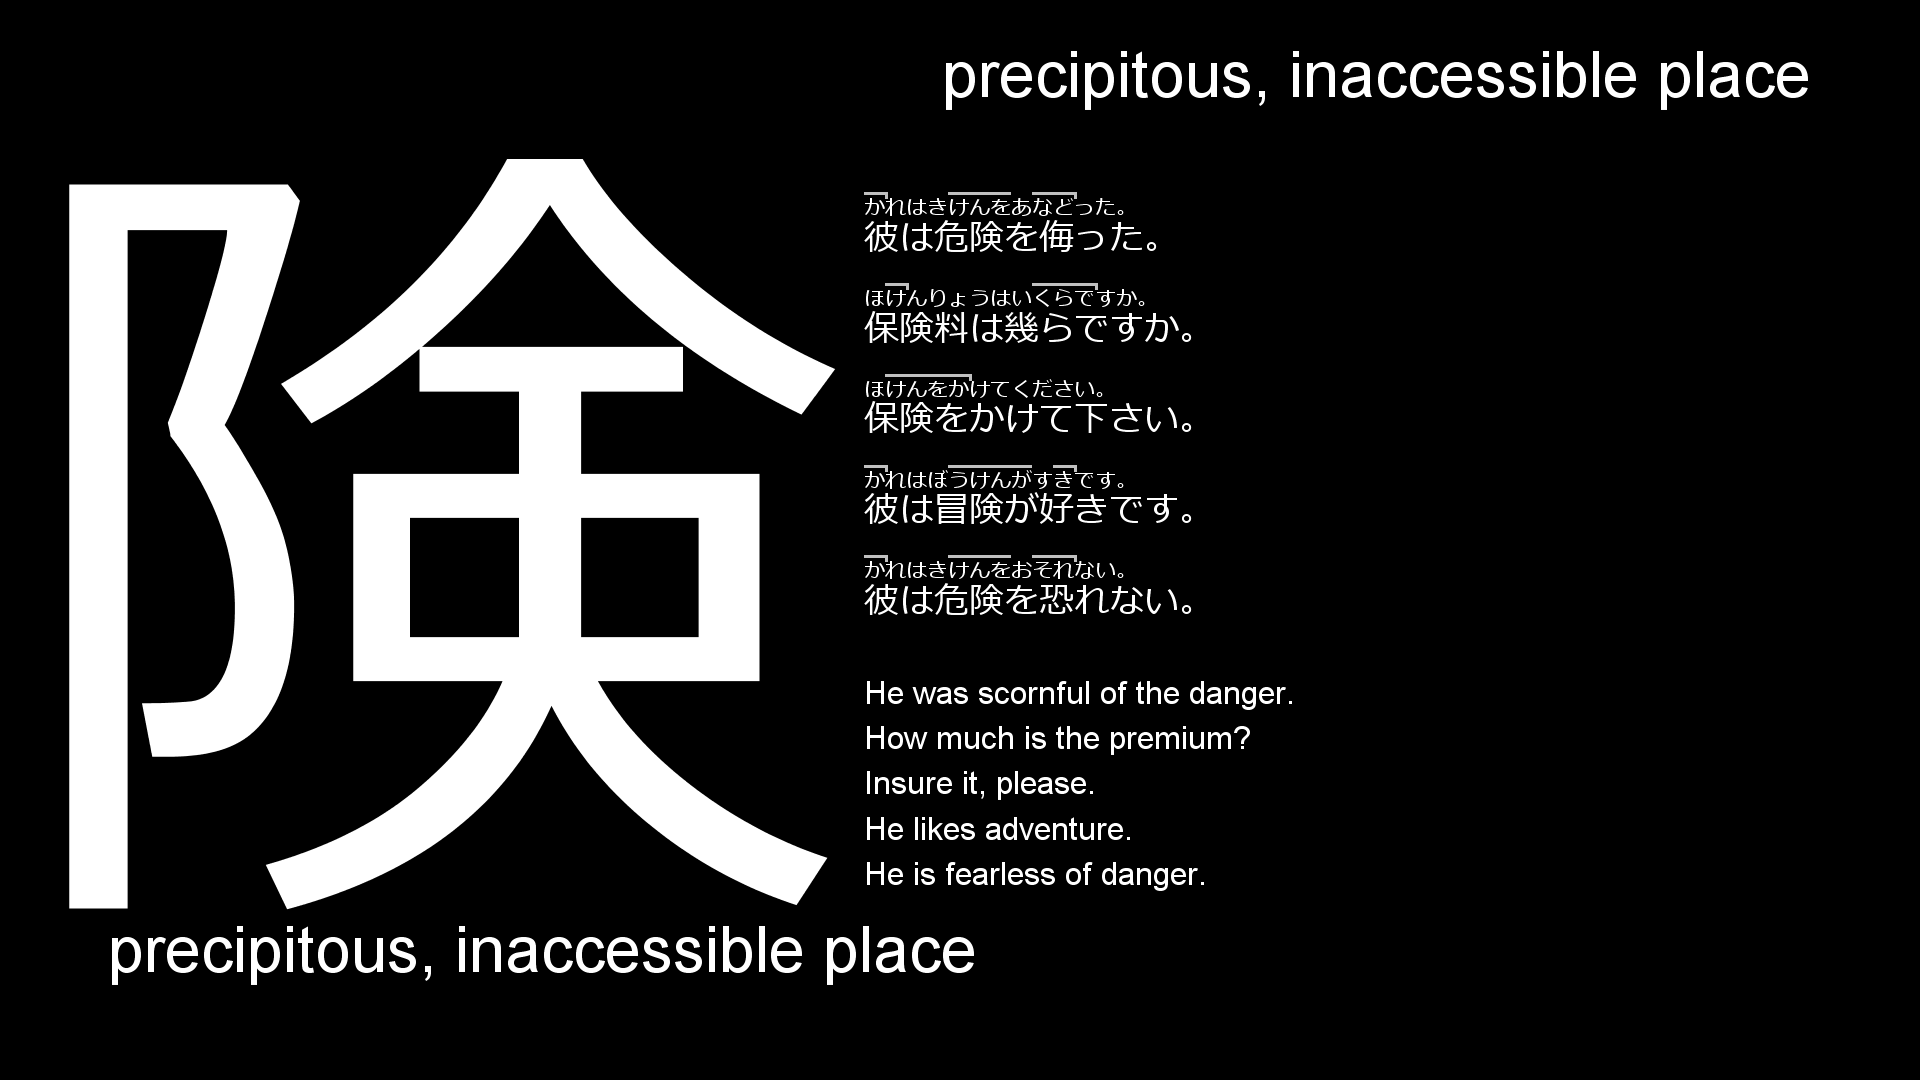 precipitous, inaccessible place
険
かれはきけんをあなどった。
彼は危険を侮った。
ほけんりょうはいくらですか。
保険料は幾らですか。
ほけんをかけてください。
保険をかけて下さい。
かれはぼうけんがすきです。
彼は冒険が好きです。
かれはきけんをおそれない。
彼は危険を恐れない。
He was scornful of the danger.
How much is the premium?
Insure it, please.
He likes adventure.
He is fearless of danger.
precipitous, inaccessible place